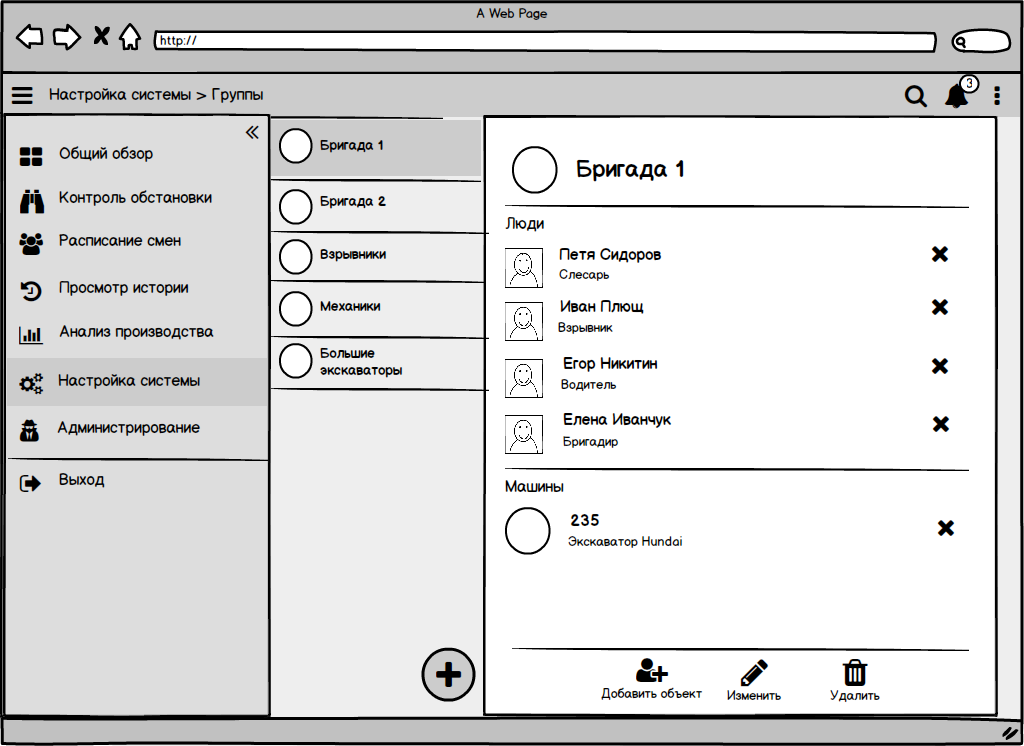 A Web Page
http://
Настройка системы > Группы
3
Общий обзор
Контроль обстановки
Расписание смен
Просмотр истории
Анализ производства
Настройка системы
Администрирование
Выход
Бригада 1
Бригада 2
Взрывники
Механики
Большие
экскаваторы
Бригада 1
Люди
Петя Сидоров
Слесарь
Иван Плющ
Взрывник
Егор Никитин
Водитель
Елена Иванчук
Бригадир
Машины
235
Экскаватор Hundai
Добавить объект
Изменить
Удалить